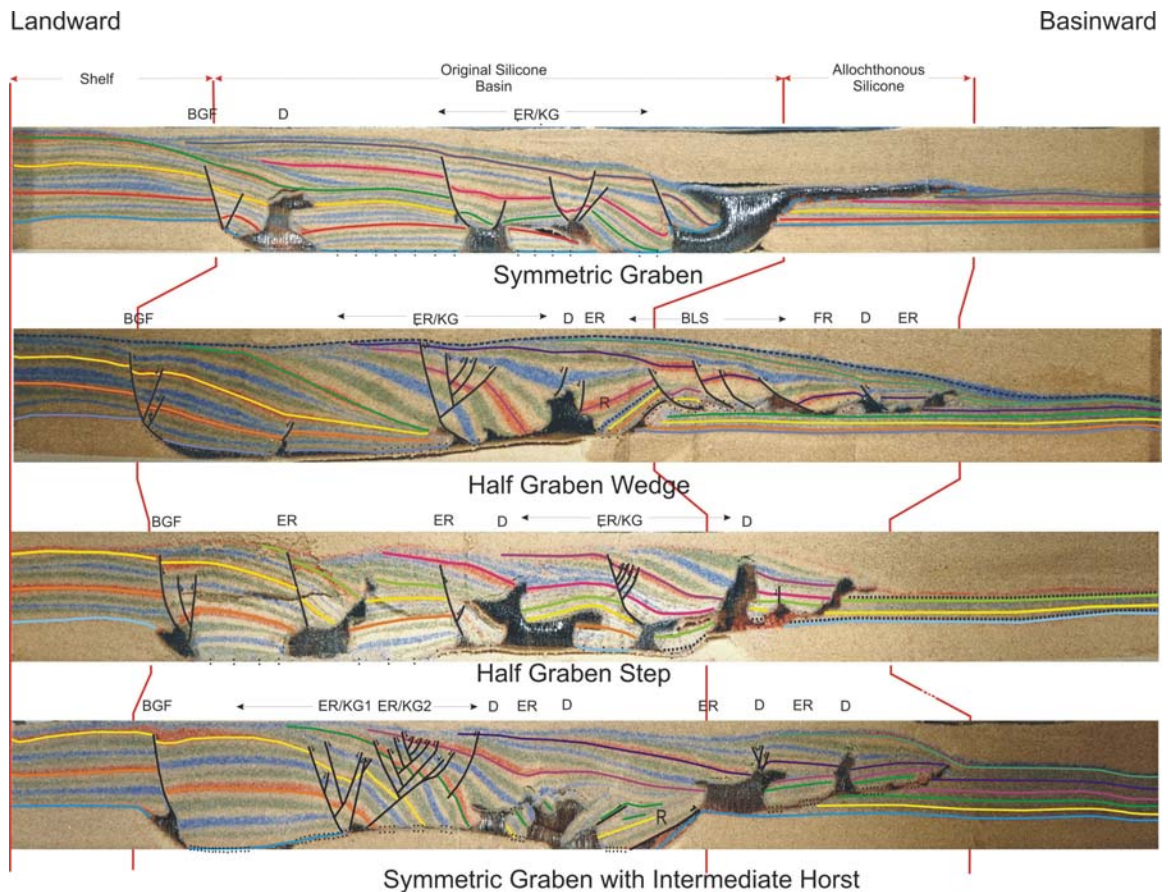 Landward
Basinward
Shelf
Original Silicone
Basin
Allochthonous
Silicone
BGF D ER/KG
Symmetric Graben
BGF ER/KG D ER BLS FR D ER
R
Half Graben Wedge
BGF ER ER D ER/KG D
Half Graben Step
BGF ER/KG1 ER/KG2 D ER D ER D ER D
R
Symmetric Graben with Intermediate Horst